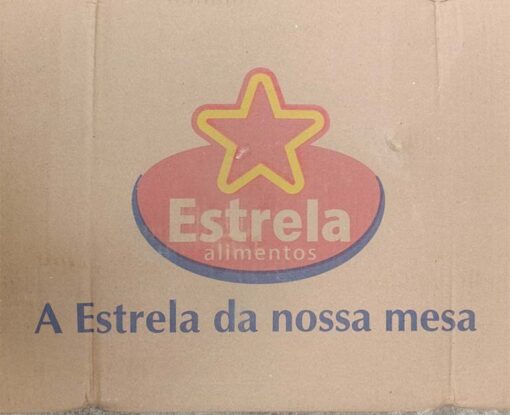 Estrela
alimentos
A Estrela da nossa mesa